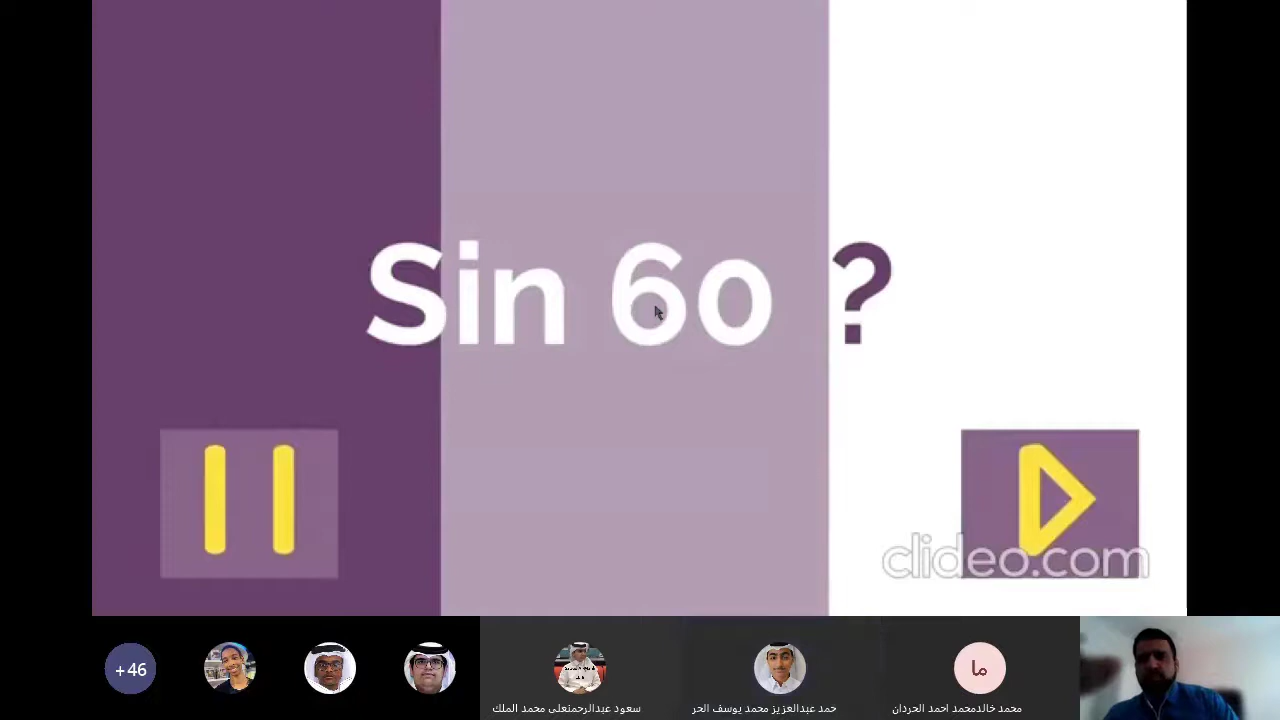 Sin 60 ?
clideo.com
+46
سعود عبدالرحمنعلى محمد الملك
حمد عبدالعزيز محمد يوسف الحر
ما
محمد خالدمحمد احمد الحردان